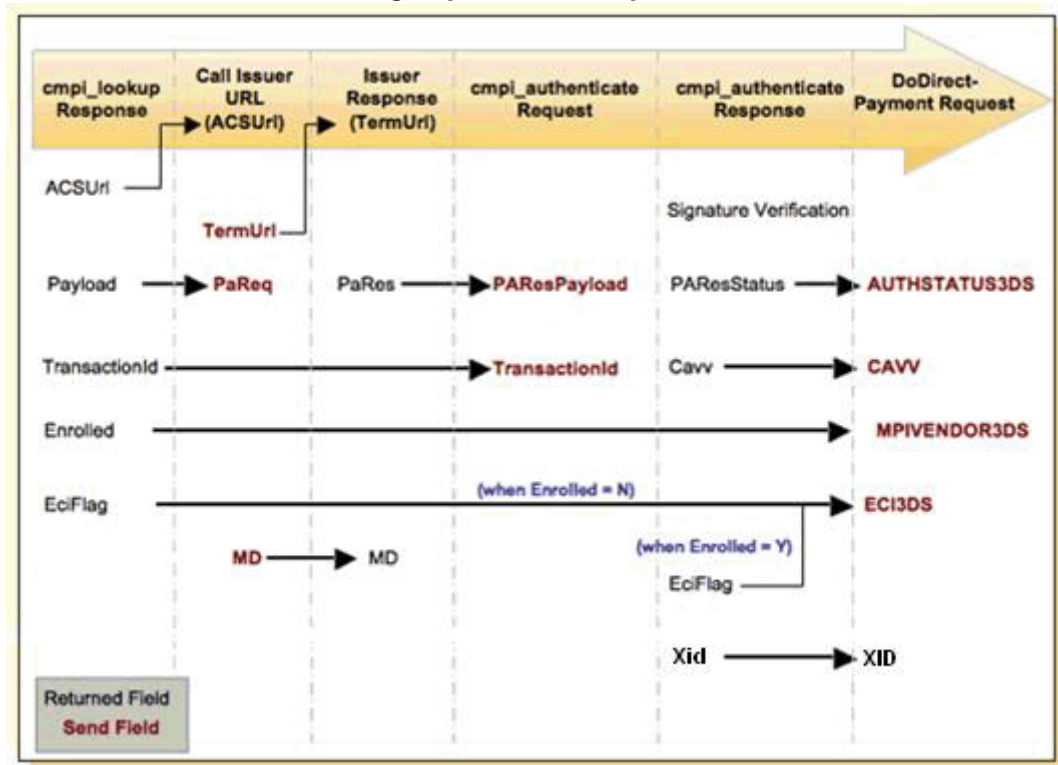 cmpi_lookup
Response
Call Issuer
URL
(ACSUrl)
Issuer
Response
(TermUrl)
cmpi_authenticate
Request
cmpi_authenticate
Response
DoDirect-
Payment Request
ACSUrl
TermUrl
Signature Verification
Payload
PaReq
PaRes
PAResPayload
PAResStatus
AUTHSTATUS3DS
TransactionId
TransactionId
Cavv
CAVV
Enrolled
MPIVENDOR3DS
EciFlag
(when Enrolled = N)
ECI3DS
MD
MD
(when Enrolled = Y)
EciFlag
Xid
XID
Returned Field
Send Field